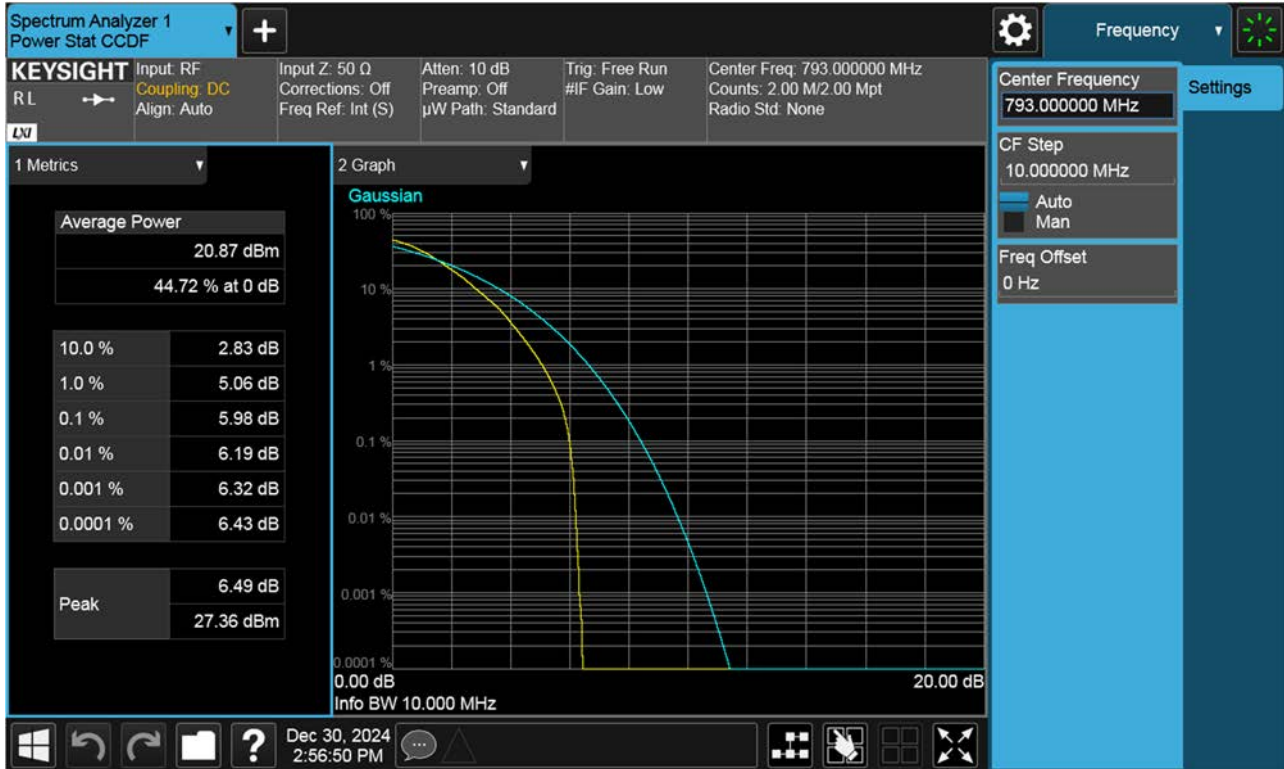 Spectrum Analyzer 1
Power Stat CCDF
Frequency
KEYSIGHT
RL
LXI
Input: RF
Coupling: DC
Align: Auto
Input Z: 50 Ω
Corrections: Off
Freq Ref: Int (S)
Atten: 10 dB
Preamp: Off
µW Path: Standard
Trig: Free Run
#IF Gain: Low
Center Freq: 793.000000 MHz
Counts: 2.00 M/2.00 Mpt
Radio Std: None
Center Frequency
793.000000 MHz
Settings
CF Step
10.000000 MHz
Auto
Man
Freq Offset
0 Hz
1 Metrics
Average Power
20.87 dBm
44.72 % at 0 dB
10.0 % 2.83 dB
1.0 % 5.06 dB
0.1 % 5.98 dB
0.01 % 6.19 dB
0.001 % 6.32 dB
0.0001 % 6.43 dB
Peak
6.49 dB
27.36 dBm
2 Graph
Gaussian
100 %
10 %
1 %
0.1 %
0.01 %
0.001 %
0.0001 %
0.00 dB 20.00 dB
Info BW 10.000 MHz
?
Dec 30, 2024
2:56:50 PM